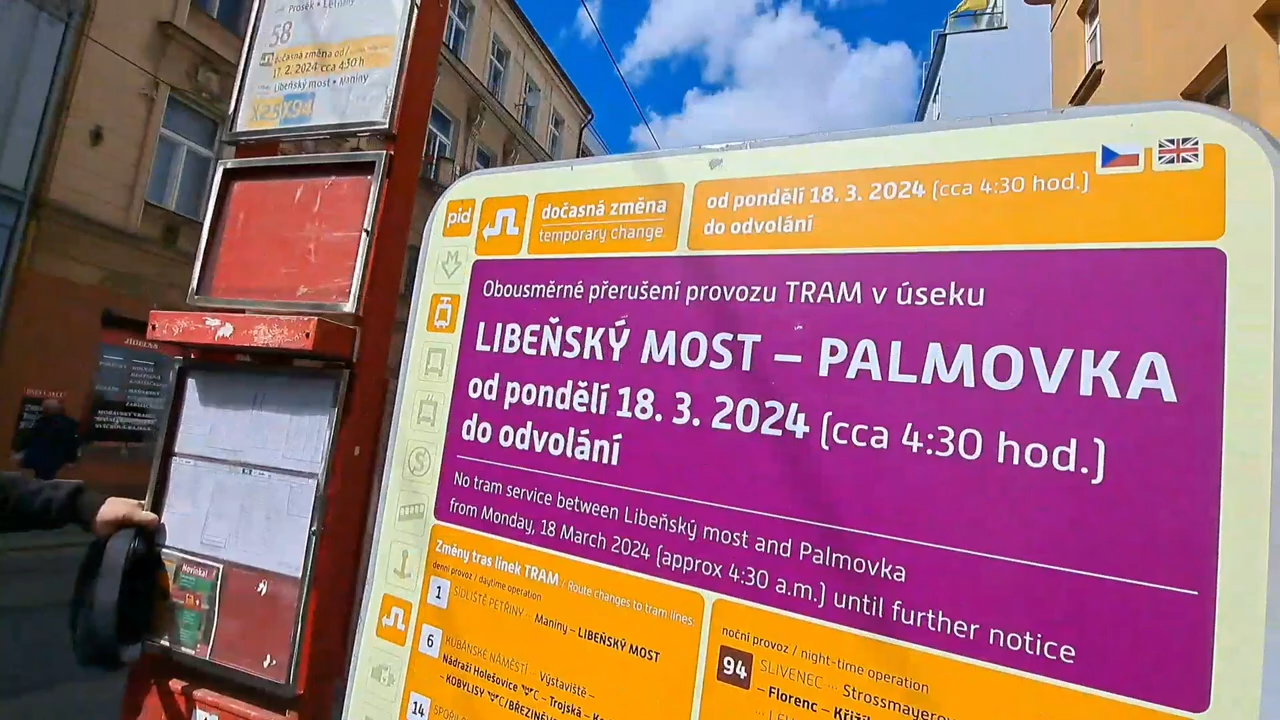 Prosek • Letňany
58
dočasná změna od/
17. 2. 2024 cca 4:30 h
Libeňský most • Maniny
X25 X94
JÍDELNA
Novinka!
pid
dočasná změna
temporary change
od pondělí 18. 3. 2024 (cca 4:30 hod.)
do odvolání
Obousměrné přerušení provozu TRAM v úseku
LIBEŇSKÝ MOST – PALMOVKA
od pondělí 18. 3. 2024 (cca 4:30 hod.)
do odvolání
No tram service between Libeňský most and Palmovka
from Monday, 18 March 2024 (approx 4:30 a.m.) until further notice
Změny tras linek TRAM / Route changes to tram lines
denní provoz / daytime operation
1 SÍDLIŠTĚ PETŘINY ··· Maniny – LIBEŇSKÝ MOST
6 KUBÁNSKÉ NÁMĚSTÍ ··· Výstaviště –
Nádraží Holešovice C – Trojská –
– KOBYLISY C/
14
noční provoz / night-time operation
94 SLIVENEC ··· Strossmayerov
– Florenc – Křiží